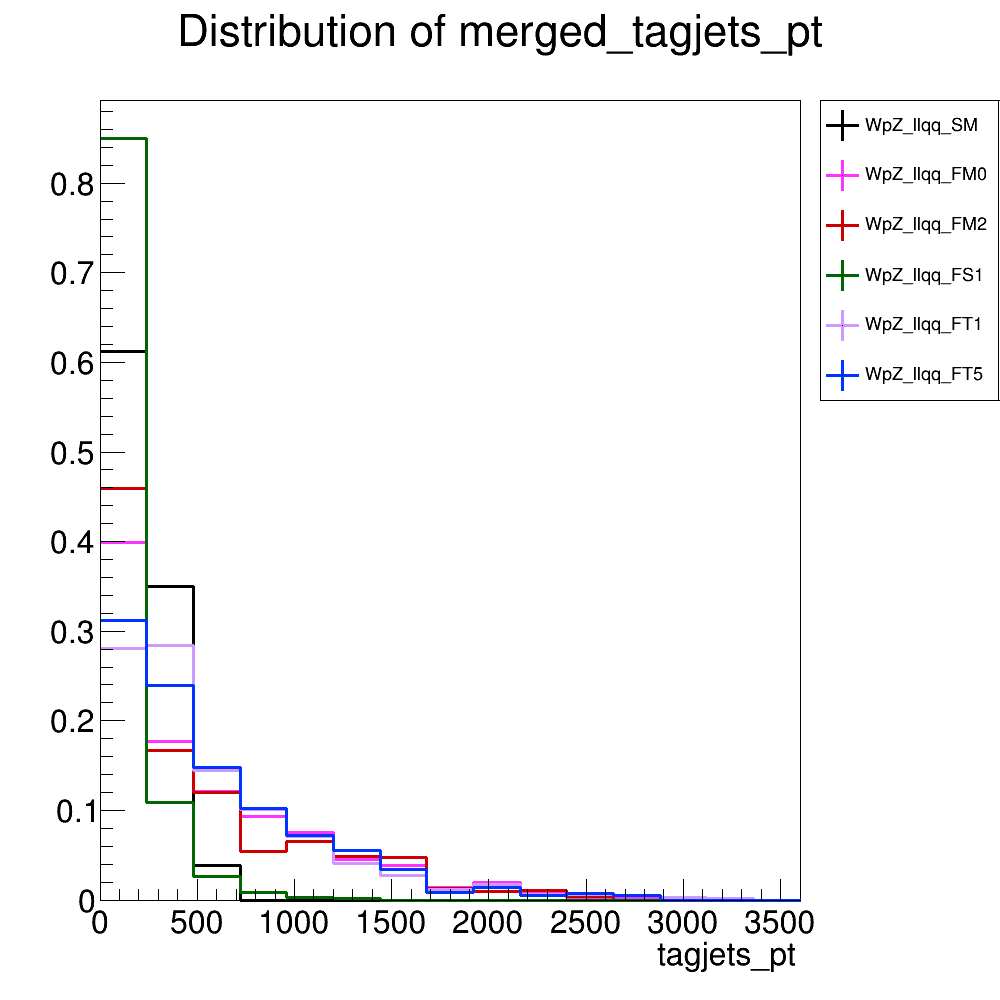 Distribution of merged_tagjets_pt
WpZ_llqq_SM
WpZ_llqq_FM0
WpZ_llqq_FM2
WpZ_llqq_FS1
WpZ_llqq_FT1
WpZ_llqq_FT5
0.8
0.7
0.6
0.5
0.4
0.3
0.2
0.1
0
0 500 1000 1500 2000 2500 3000 3500
tagjets_pt